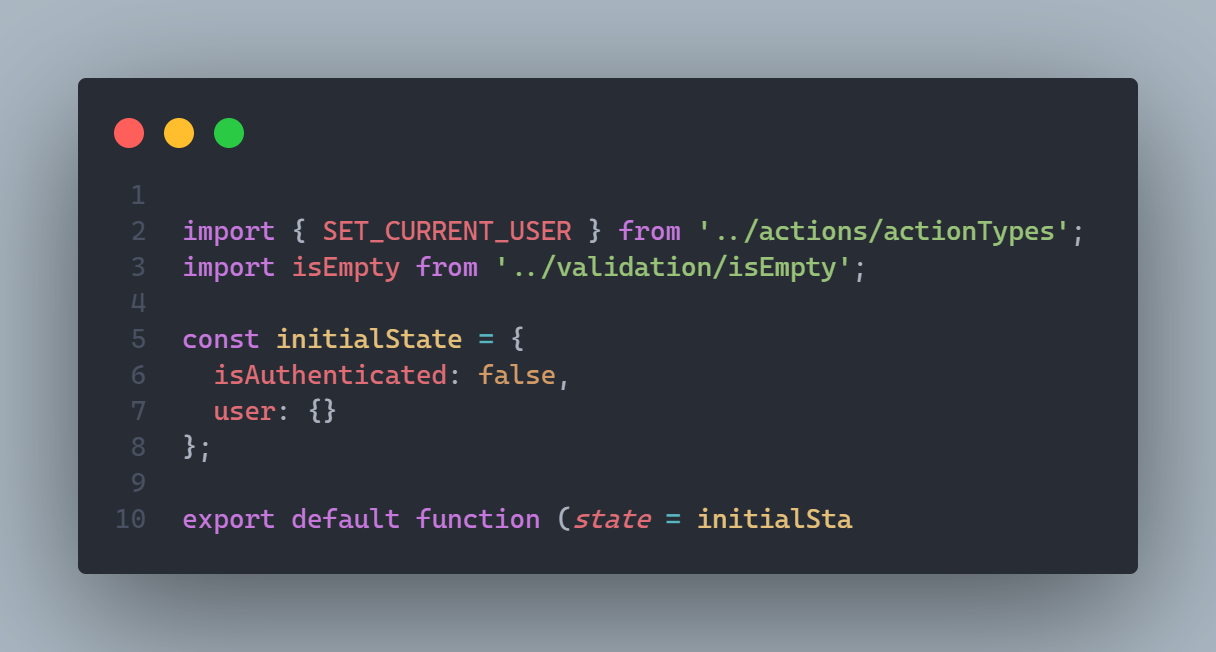 1
2 import { SET_CURRENT_USER } from '../actions/actionTypes';
3 import isEmpty from '../validation/isEmpty';
4
5 const initialState = {
6   isAuthenticated: false,
7   user: {}
8 };
9
10 export default function (state = initialSta